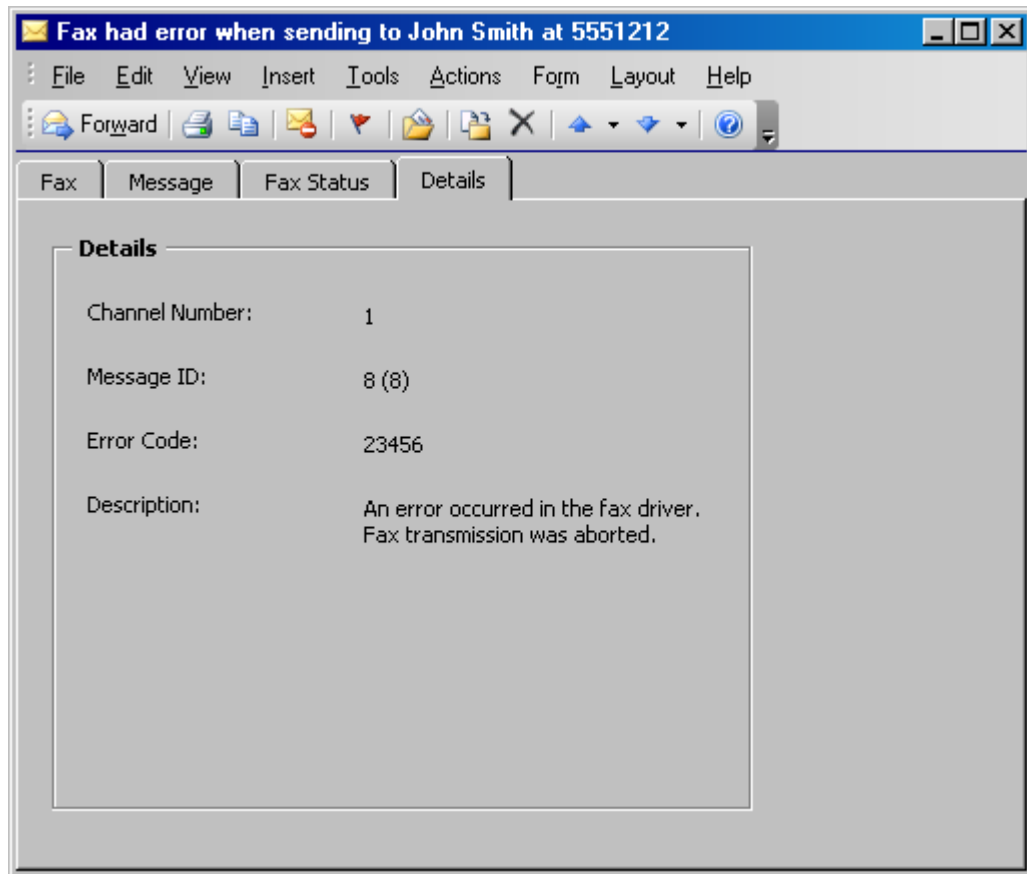 Fax had error when sending to John Smith at 5551212
File Edit View Insert Tools Actions Form Layout Help
Forward
Fax Message Fax Status Details
Details
Channel Number: 1
Message ID: 8 (8)
Error Code: 23456
Description: An error occurred in the fax driver.
Fax transmission was aborted.